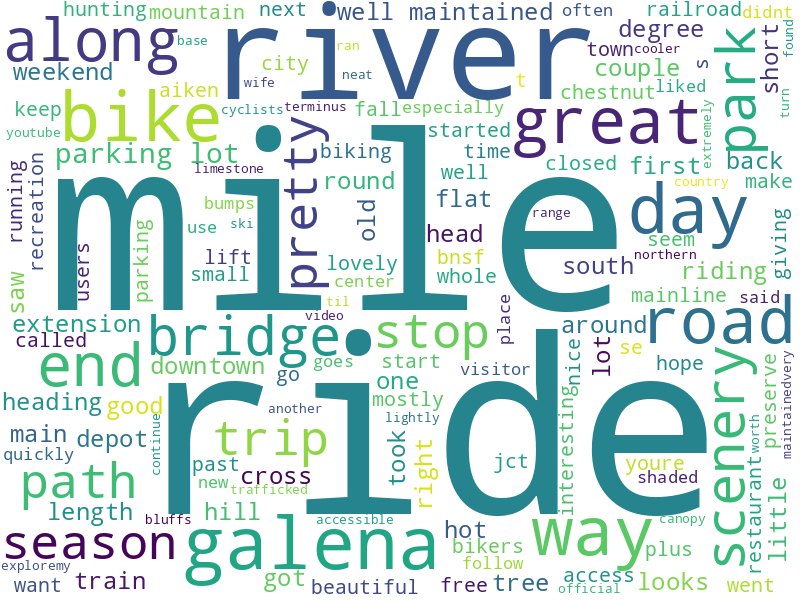 hunting mountain next well maintained often railroad didnt
along base river ran town cooler degree park short found
weekend aiken city wife neat couple s
bike t great chestnut liked
keep cyclists terminus fall especially turn
youtube started extremely
parking lot pretty biking time closed first back
running recreation limestone mile round well country make
bumps old flat range day
users parking use ski head seem giving
saw lift lovely bnsf south northern riding
small center whole mainline said
til place
extension video road
called bridge stop around
end downtown goes start visitor se lot hope scenery
go one nice
heading good another mostly interesting preserve
main depot ride lightly restaurant worth maintainedvery
quickly continue trip took right
path past cross jct youre
new trafficked shaded little
length hill
bluffs accessible way canopy
season galena hot bikers plus
exploremy follow
want train got beautiful free tree access official looks went